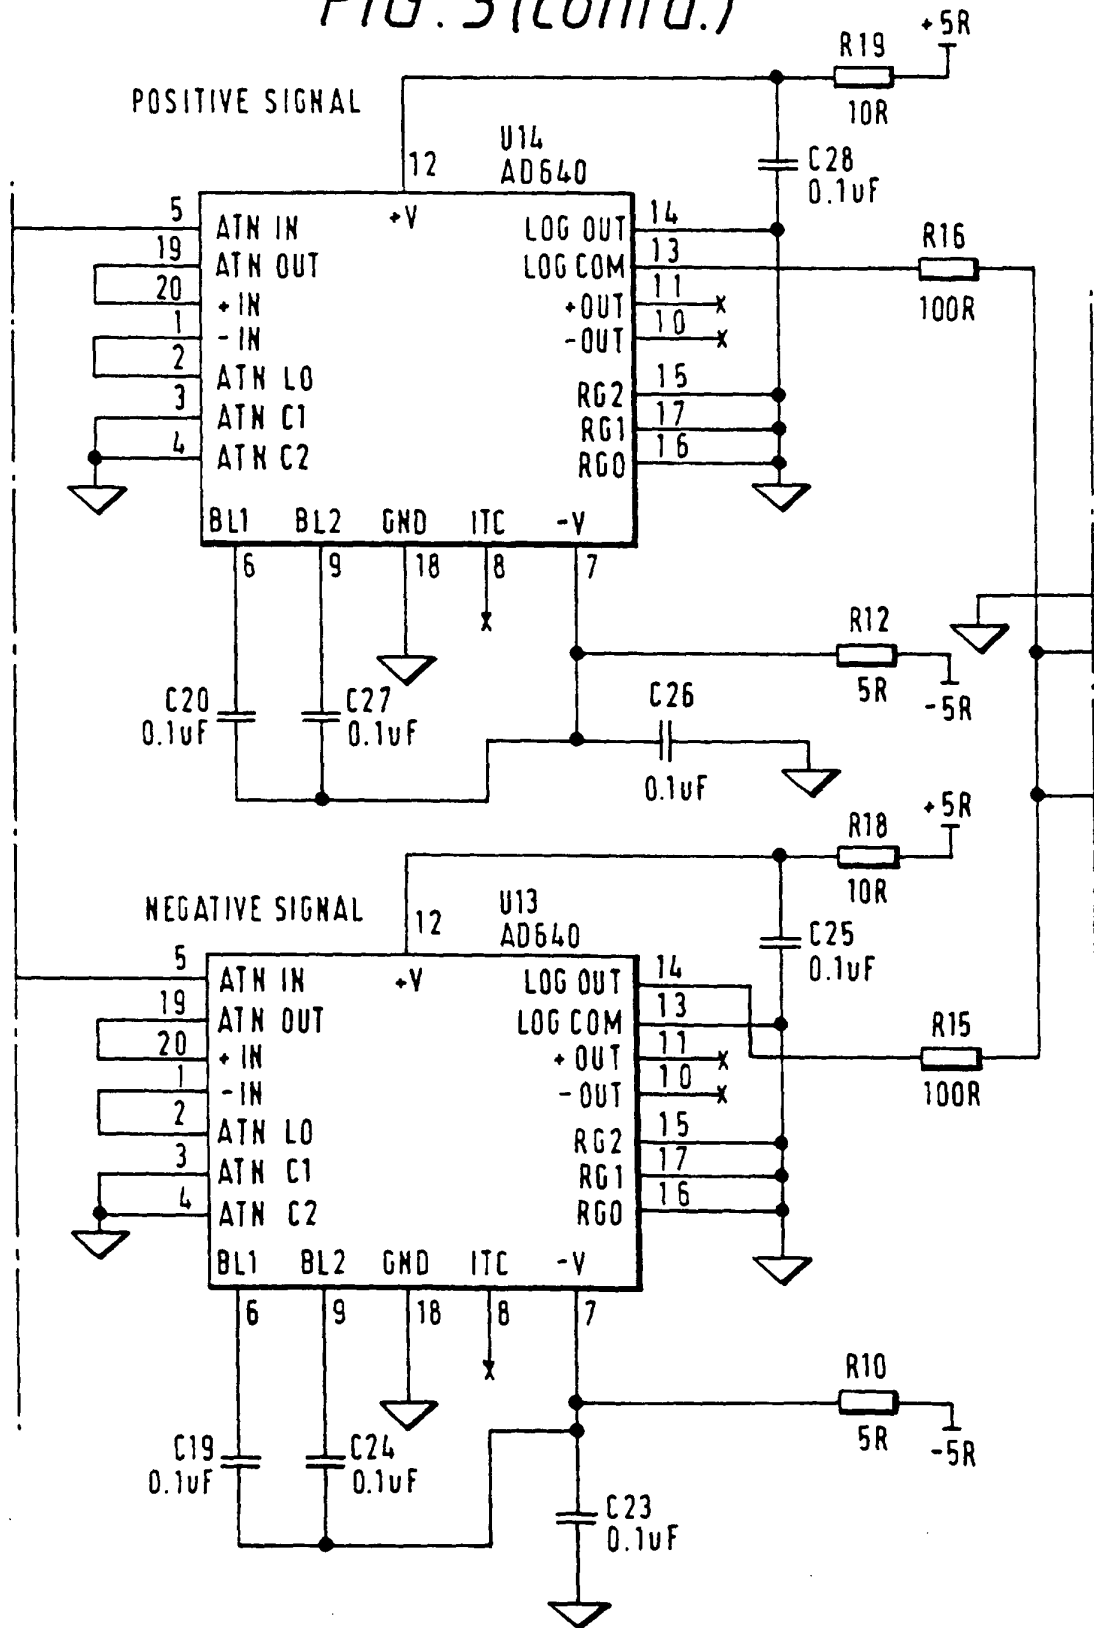 FIG. 3 (contd.)
+5R
R19
10R
POSITIVE SIGNAL
U14
AD640
12
C28
0.1uF
+V
5 ATN IN
19 ATN OUT
20 +IN
1 -IN
2 ATN LO
3 ATN C1
4 ATN C2
LOG OUT 14
LOG COM 13
+OUT 11
-OUT 10
RG2 15
RG1 17
RG0 16
R16
100R
BL1 BL2 GND ITC -V
6 9 18 8 7
R12
5R
-5R
C20
0.1uF
C27
0.1uF
C26
0.1uF
+5R
R18
10R
NEGATIVE SIGNAL
U13
AD640
12
C25
0.1uF
+V
5 ATN IN
19 ATN OUT
20 +IN
1 -IN
2 ATN LO
3 ATN C1
4 ATN C2
LOG OUT 14
LOG COM 13
+OUT 11
-OUT 10
RG2 15
RG1 17
RG0 16
R15
100R
BL1 BL2 GND ITC -V
6 9 18 8 7
R10
5R
-5R
C19
0.1uF
C24
0.1uF
C23
0.1uF